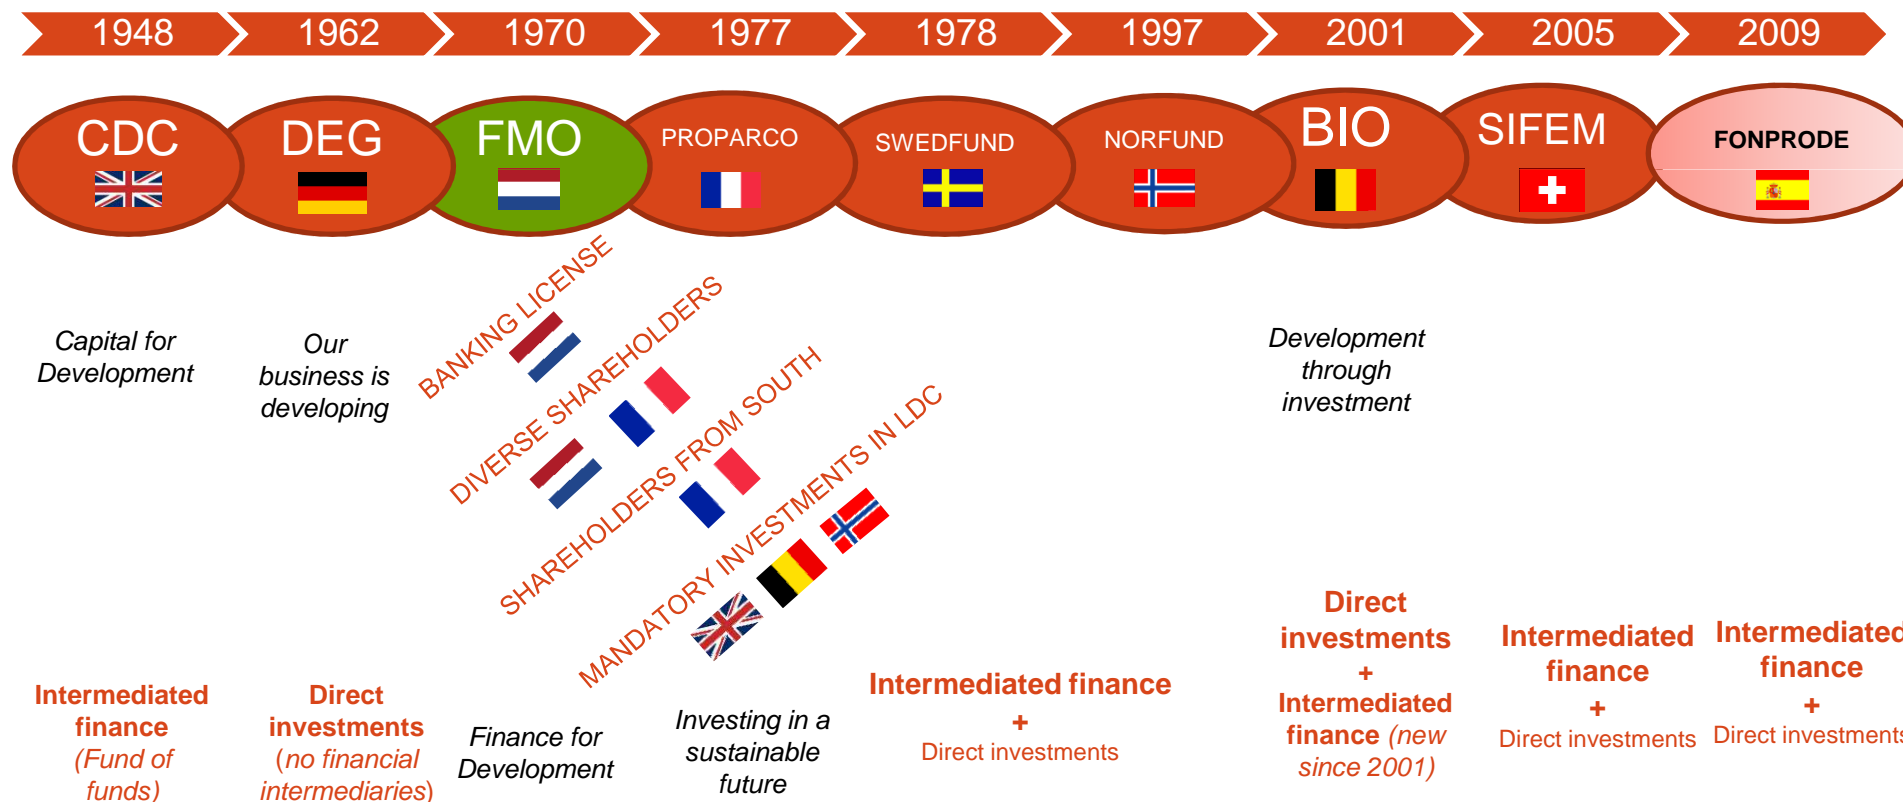 1948
1962
1970
1977
1978
1997
2001
2005
2009
CDC
DEG
FMO
PROPARCO
SWEDFUND
NORFUND
BIO
SIFEM
FONPRODE
BANKING LICENSE
DIVERSE SHAREHOLDERS
SHAREHOLDERS FROM SOUTH
MANDATORY INVESTMENTS IN LDC
Capital for
Development
Our
business is
developing
Development
through
investment
Intermediated
finance
(Fund of
funds)
Direct
investments
(no financial
intermediaries)
Finance for
Development
Investing in a
sustainable
future
Intermediated finance
+
Direct investments
Direct
investments
+
Intermediated
finance (new
since 2001)
Intermediated
finance
+
Direct investments
Intermediated
finance
+
Direct investments